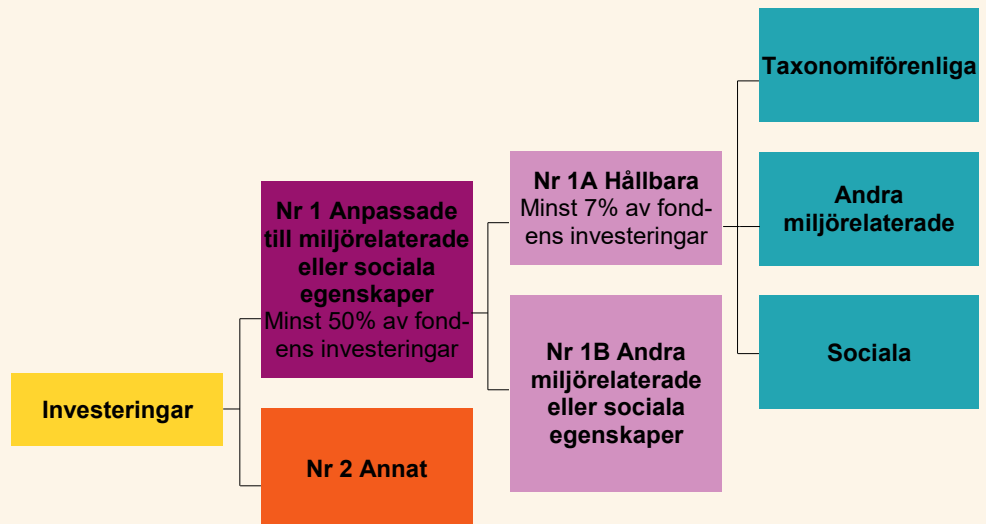 Investeringar
Nr 1 Anpassade
till miljörelaterade
eller sociala
egenskaper
Minst 50% av fond-
ens investeringar
Nr 2 Annat
Nr 1A Hållbara
Minst 7% av fond-
ens investeringar
Nr 1B Andra
miljörelaterade
eller sociala
egenskaper
Taxonomiförenliga
Andra
miljörelaterade
Sociala